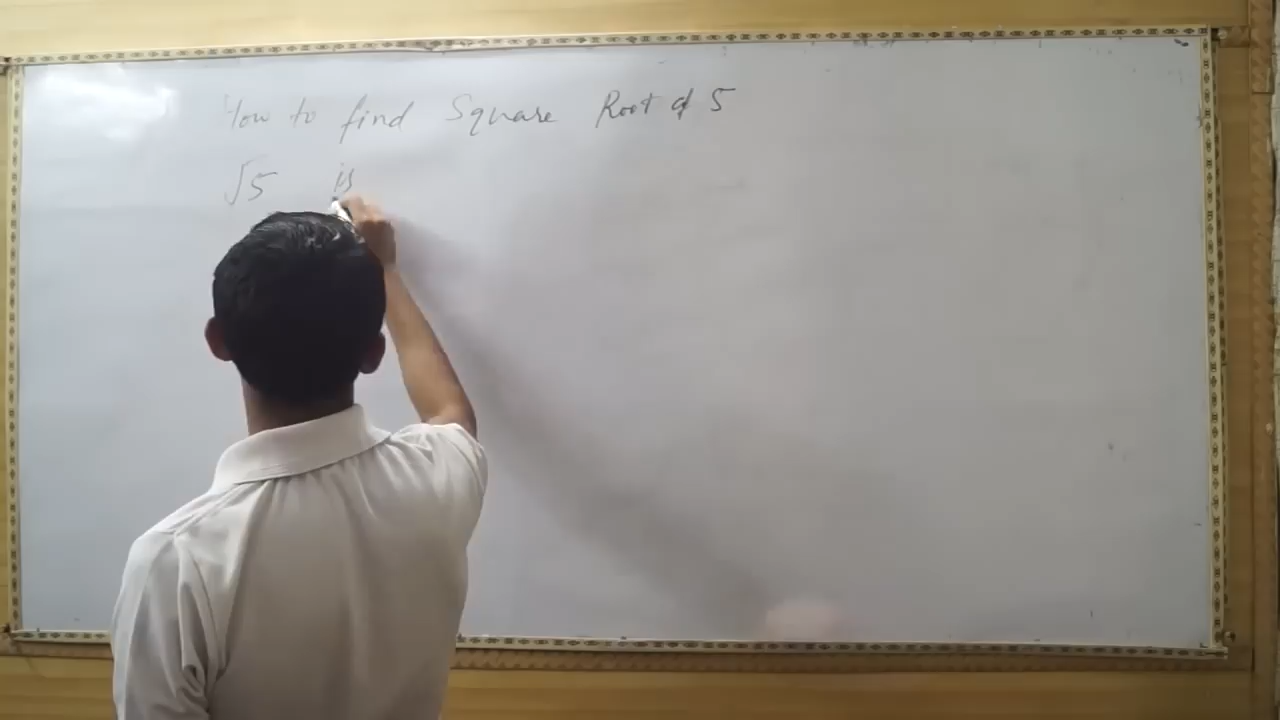 How to find Square Root of 5
√5 is